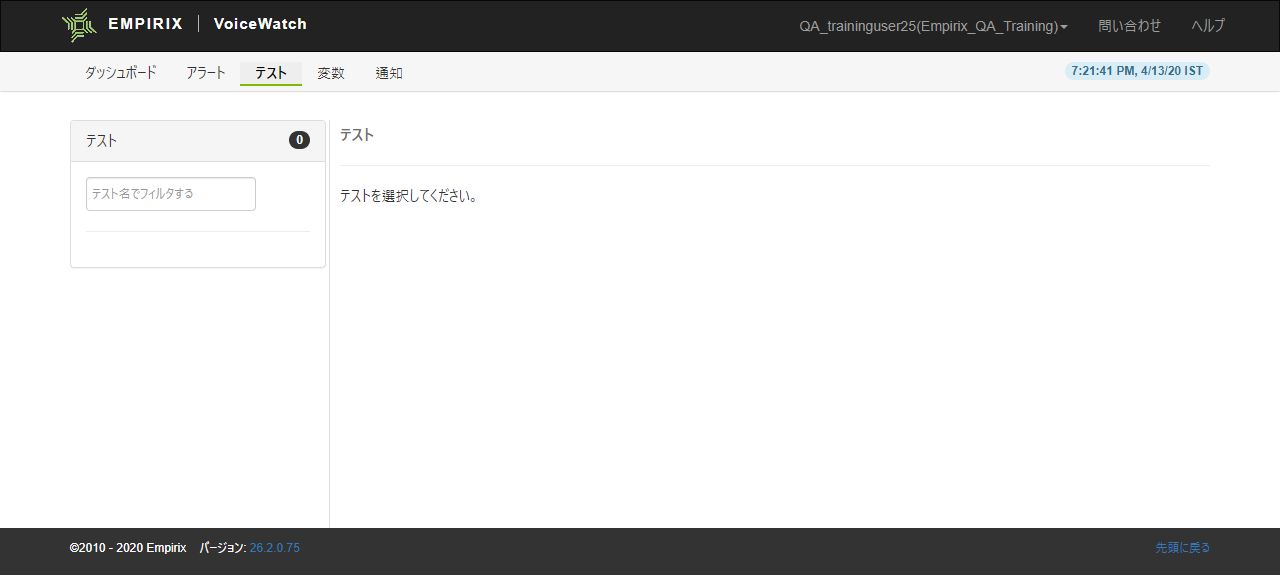 EMPIRIX | VoiceWatch
QA_traininguser25(Empirix_QA_Training) 問い合わせ ヘルプ
ダッシュボード アラート テスト 変数 通知
7:21:41 PM, 4/13/20 IST
テスト 0
テスト名でフィルタする
テスト
テストを選択してください。
©2010 - 2020 Empirix バージョン: 26.2.0.75
先頭に戻る